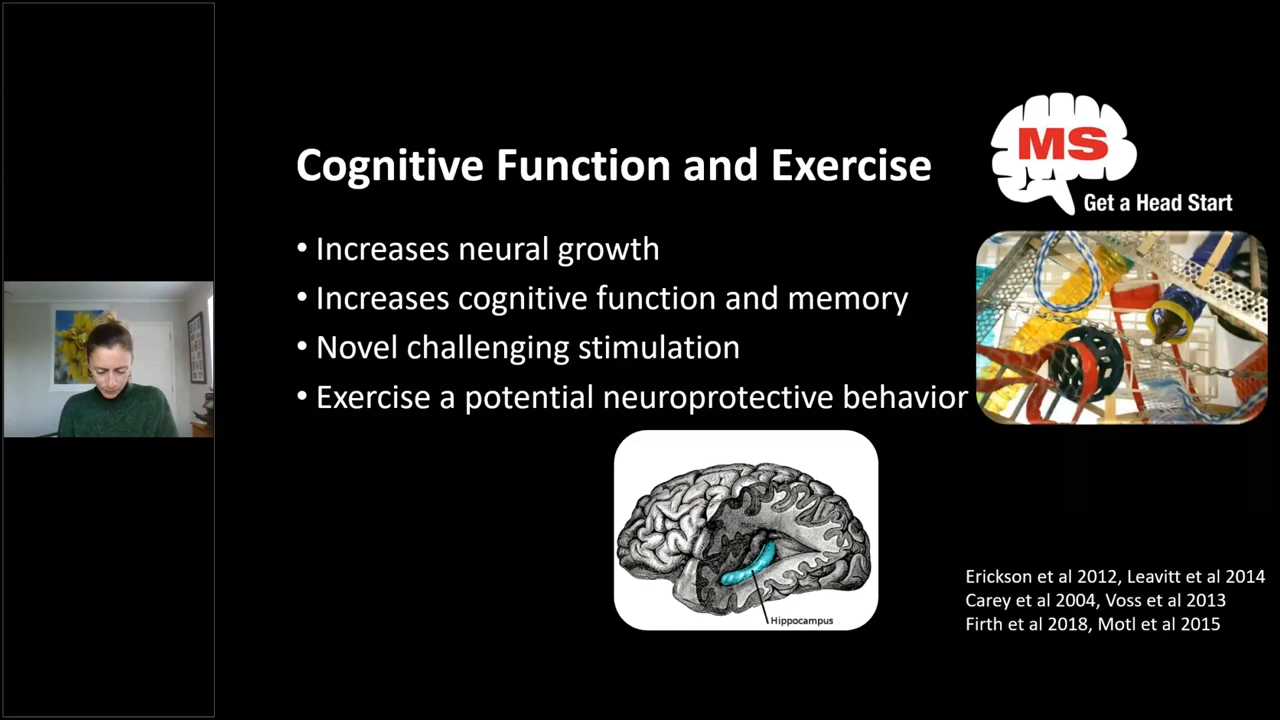 Cognitive Function and Exercise
MS
Get a Head Start
• Increases neural growth
• Increases cognitive function and memory
• Novel challenging stimulation
• Exercise a potential neuroprotective behavior
Hippocampus
Erickson et al 2012, Leavitt et al 2014
Carey et al 2004, Voss et al 2013
Firth et al 2018, Motl et al 2015